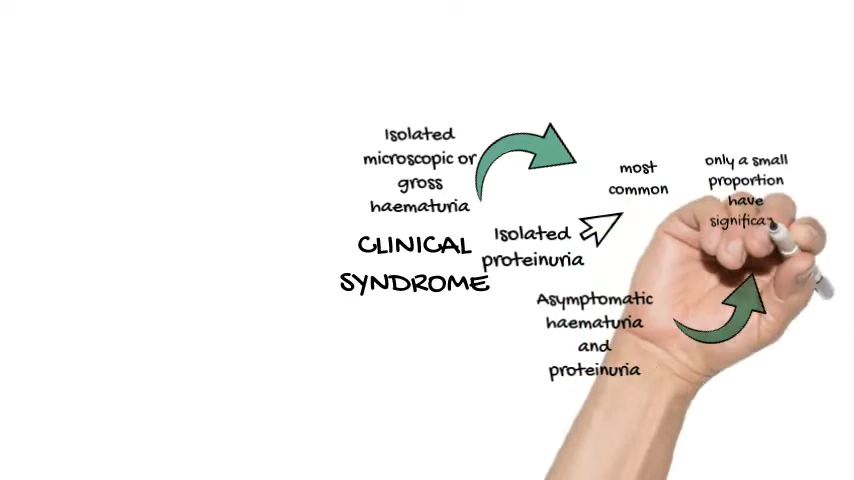 Isolated
microscopic or
gross
haematuria
CLINICAL
SYNDROME
Isolated
proteinuria
Asymptomatic
haematuria
and
proteinuria
most
common
only a small
proportion
have